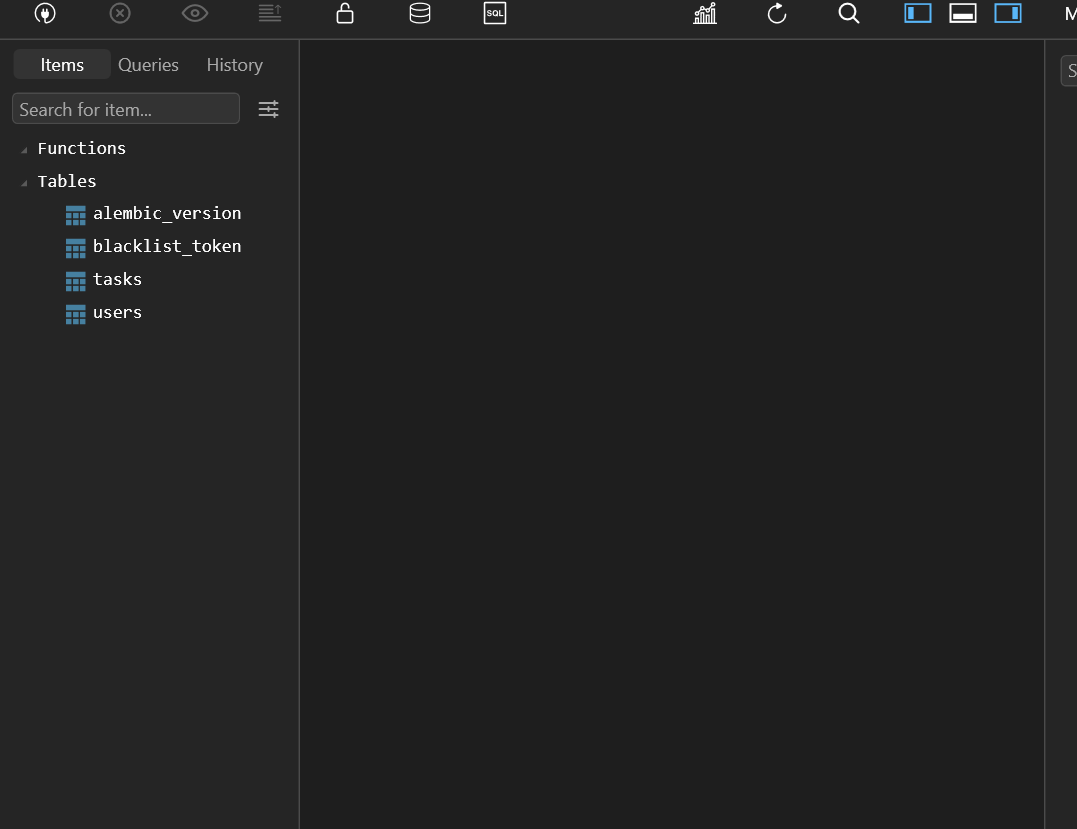 SQL
M
Items Queries History
Search for item...
S
Functions
Tables
alembic_version
blacklist_token
tasks
users